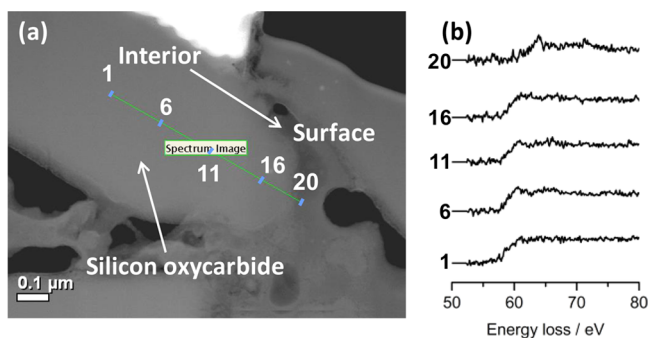 (a)
Interior
1
6
Surface
Spectrum Image
11
16
20
Silicon oxycarbide
0.1 μm
(b)
20
16
11
6
1
50 60 70 80
Energy loss / eV